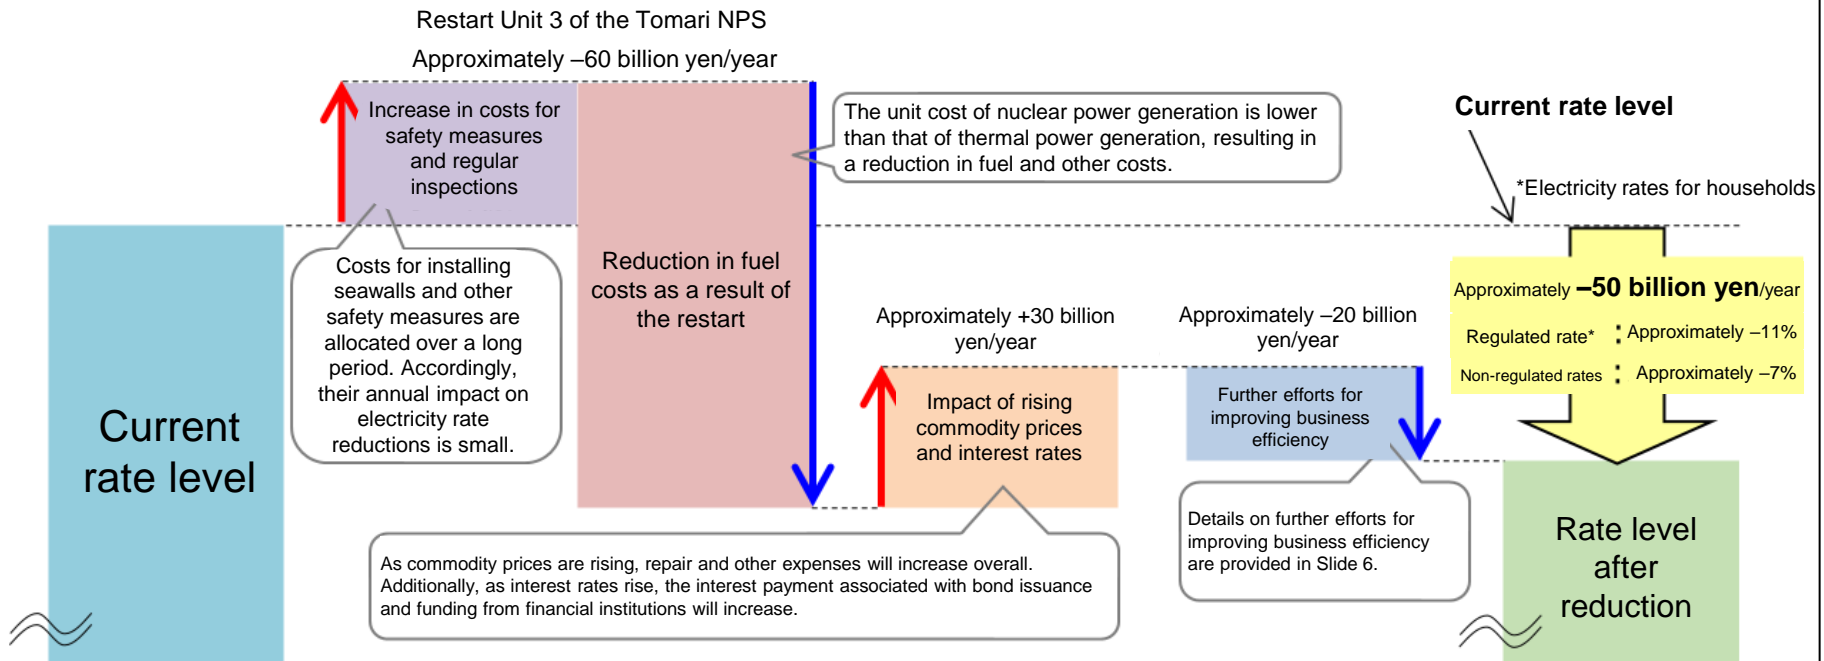 Restart Unit 3 of the Tomari NPS
Approximately –60 billion yen/year
Increase in costs for
safety measures
and regular
inspections
The unit cost of nuclear power generation is lower
than that of thermal power generation, resulting in
a reduction in fuel and other costs.
Current rate level
*Electricity rates for households
Costs for installing
seawalls and other
safety measures are
allocated over a long
period. Accordingly,
their annual impact on
electricity rate
reductions is small.
Reduction in fuel
costs as a result of
the restart
Approximately +30 billion
yen/year
Approximately –20 billion
yen/year
Approximately –50 billion yen/year
Regulated rate* : Approximately –11%
Non-regulated rates : Approximately –7%
Current
rate level
Impact of rising
commodity prices
and interest rates
Further efforts for
improving business
efficiency
As commodity prices are rising, repair and other expenses will increase overall.
Additionally, as interest rates rise, the interest payment associated with bond issuance
and funding from financial institutions will increase.
Details on further efforts for
improving business efficiency
are provided in Slide 6.
Rate level
after
reduction